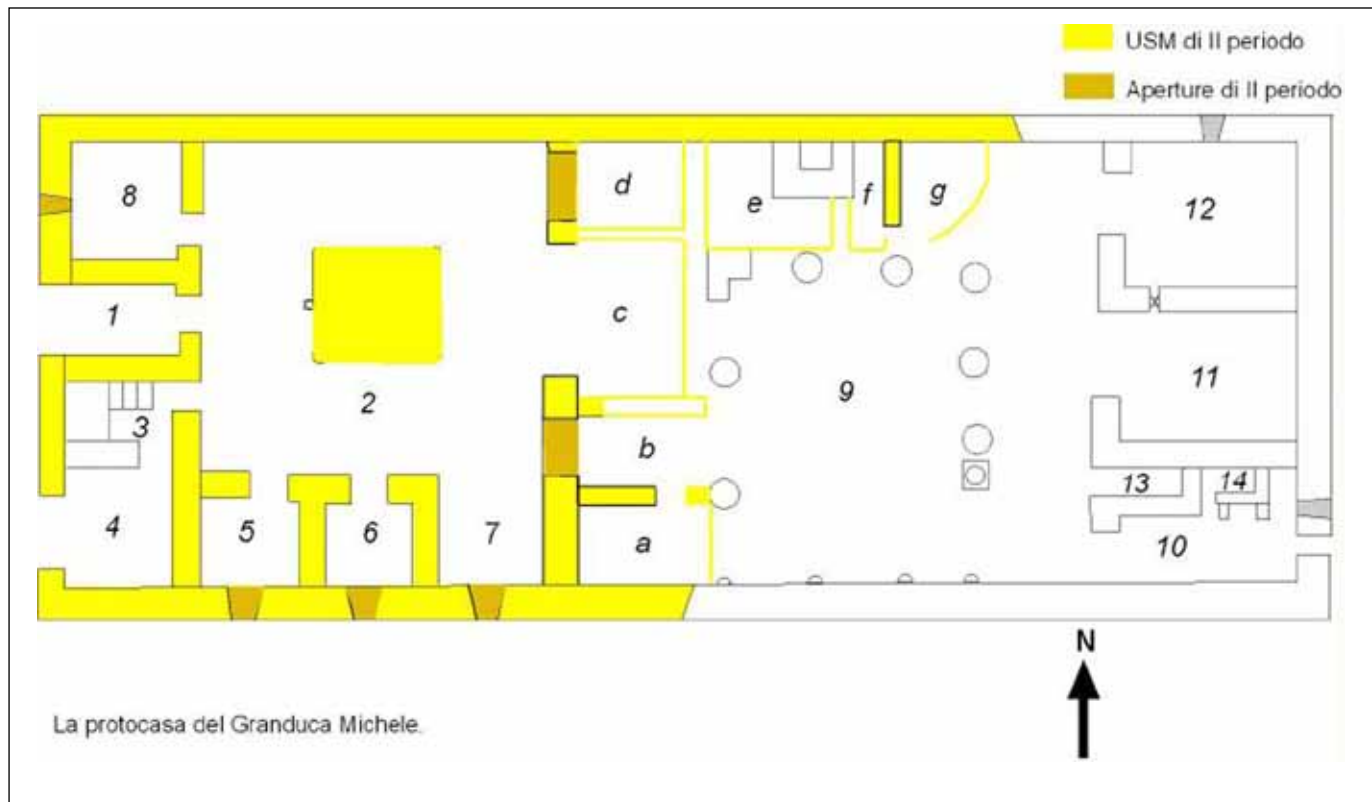 USM di II periodo
Aperture di II periodo
d
e
f
g
8
12
1
c
2
9
11
3
b
13
14
4
5
6
7
a
10
N
La protocasa del Granduca Michele.